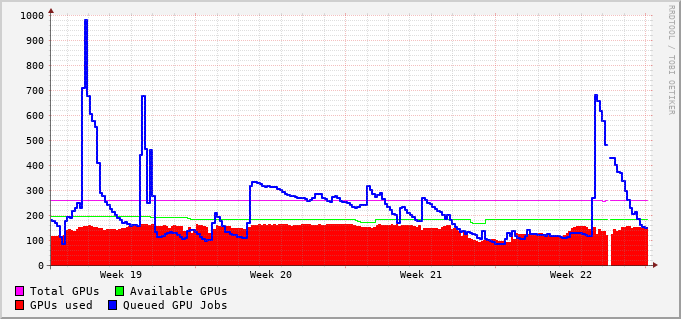 1000
900
800
700
600
500
400
300
200
100
0
Week 19 Week 20 Week 21 Week 22
Total GPUs Available GPUs
GPUs used Queued GPU Jobs
RRDTOOL / TOBI OETIKER